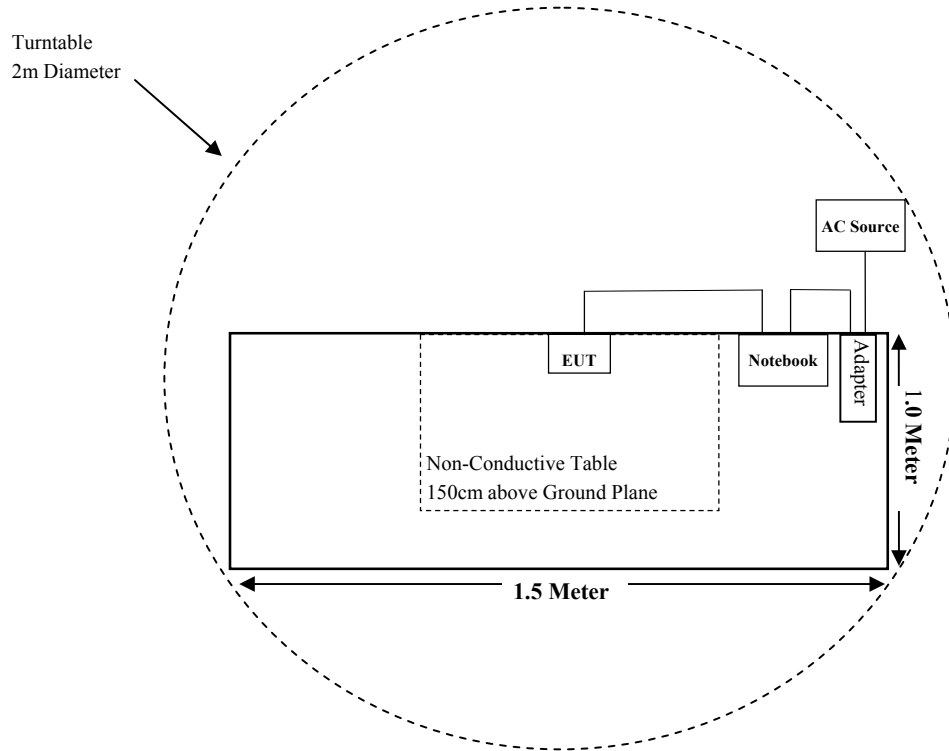 Turntable
2m Diameter
AC Source
EUT
Notebook
Adapter
1.0 Meter
Non-Conductive Table
150cm above Ground Plane
1.5 Meter